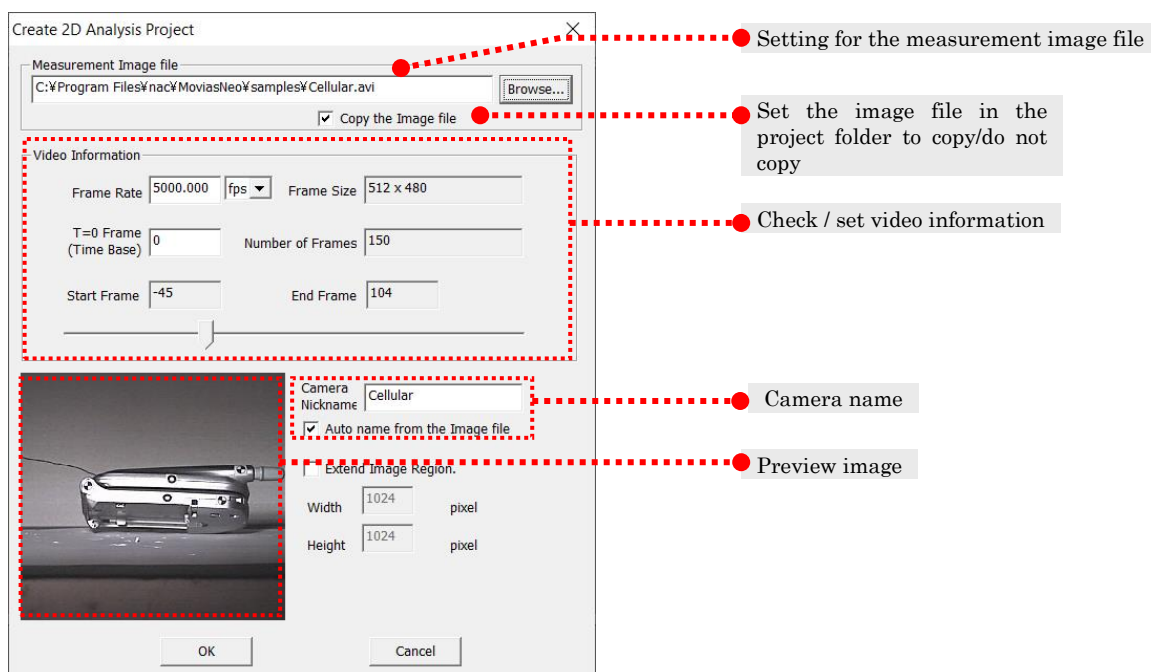 Create 2D Analysis Project
Setting for the measurement image file
Measurement Image file
C:¥Program Files¥nac¥MoviasNeo¥samples¥Cellular.avi
Browse...
Copy the Image file
Set the image file in the
project folder to copy/do not
copy
Video Information
Frame Rate 5000.000 fps Frame Size 512 x 480
Check / set video information
T=0 Frame
(Time Base) 0 Number of Frames 150
Start Frame -45 End Frame 104
Camera
Nickname Cellular
Camera name
Auto name from the Image file
Preview image
Extend Image Region.
Width 1024 pixel
Height 1024 pixel
OK Cancel